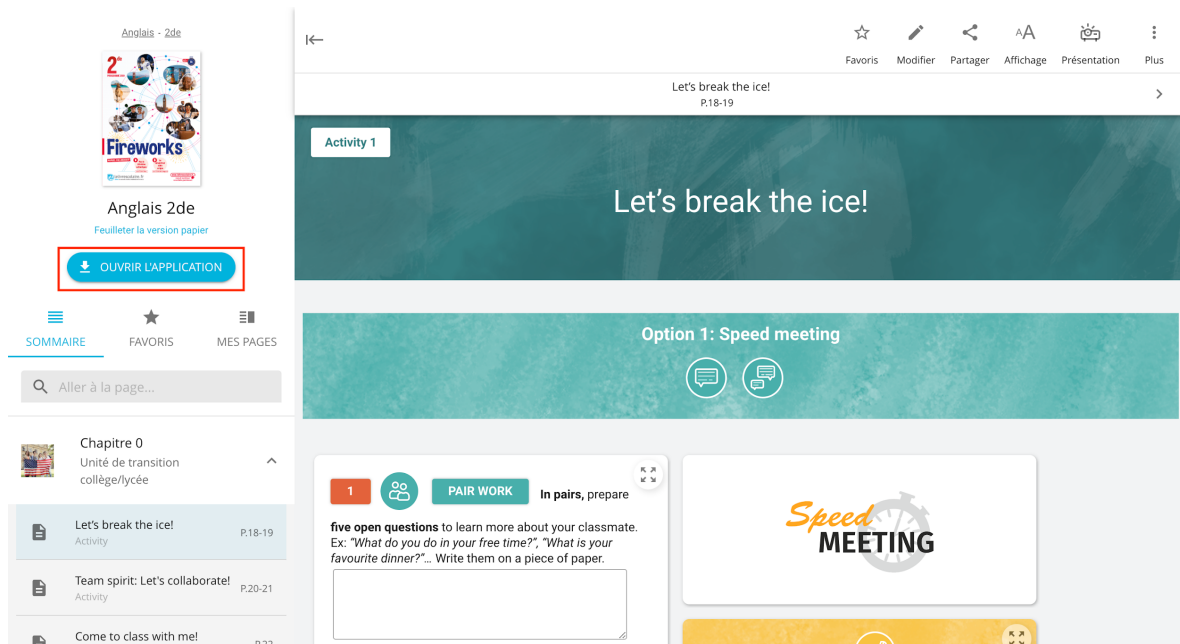 Anglais - 2de
2de
Fireworks
lelivrescolaire.fr
Anglais 2de
Feuilleter la version papier
OUVRIR L'APPLICATION
SOMMAIRE
FAVORIS
MES PAGES
Aller à la page...
Chapitre 0
Unité de transition
collège/lycée
Let's break the ice!
P.18-19
Activity
Team spirit: Let's collaborate!
P.20-21
Activity
Come to class with me!
P.22
Favoris
Modifier
Partager
AA
Affichage
Présentation
Plus
Let's break the ice!
P.18-19
Activity 1
Let's break the ice!
Option 1: Speed meeting
1
PAIR WORK
In pairs, prepare
five open questions to learn more about your classmate.
Ex: "What do you do in your free time?", "What is your
favourite dinner?"... Write them on a piece of paper.
Speed
MEETING